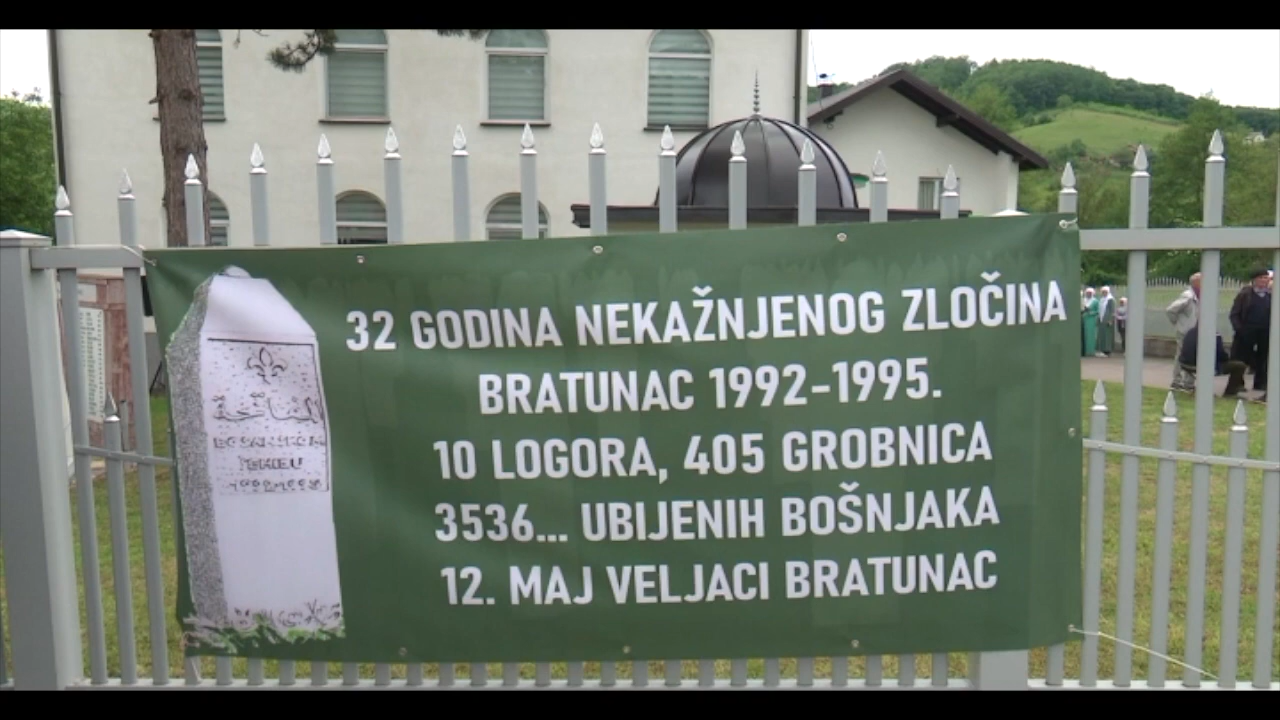 32 GODINA NEKAŽNJENOG ZLOČINA
BRATUNAC 1992-1995.
10 LOGORA, 405 GROBNICA
3536... UBIJENIH BOŠNJAKA
12. MAJ VELJACI BRATUNAC